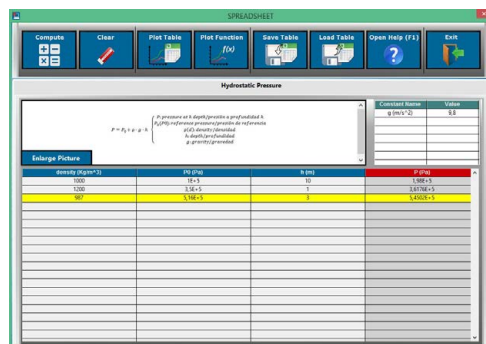 SPREADSHEET
Compute
Clear
Plot Table
Plot Function
f(x)
Save Table
Load Table
Open Help (F1)
?
Exit
Hydrostatic Pressure
P = P₀ + ρ · g · h
P: pressure at h depth/presión a profundidad h
P₀(P0): reference pressure/presión de referencia
ρ(d): density/densidad
h: depth/profundidad
g: gravity/gravedad
Enlarge Picture
Constant Name Value
g (m/s^2) 9,8
density (Kg/m^3) P0 (Pa) h (m) P (Pa)
1000 1E+5 10 1,98E+5
1200 3,5E+5 1 3,6176E+5
987 5,16E+5 3 5,4502E+5